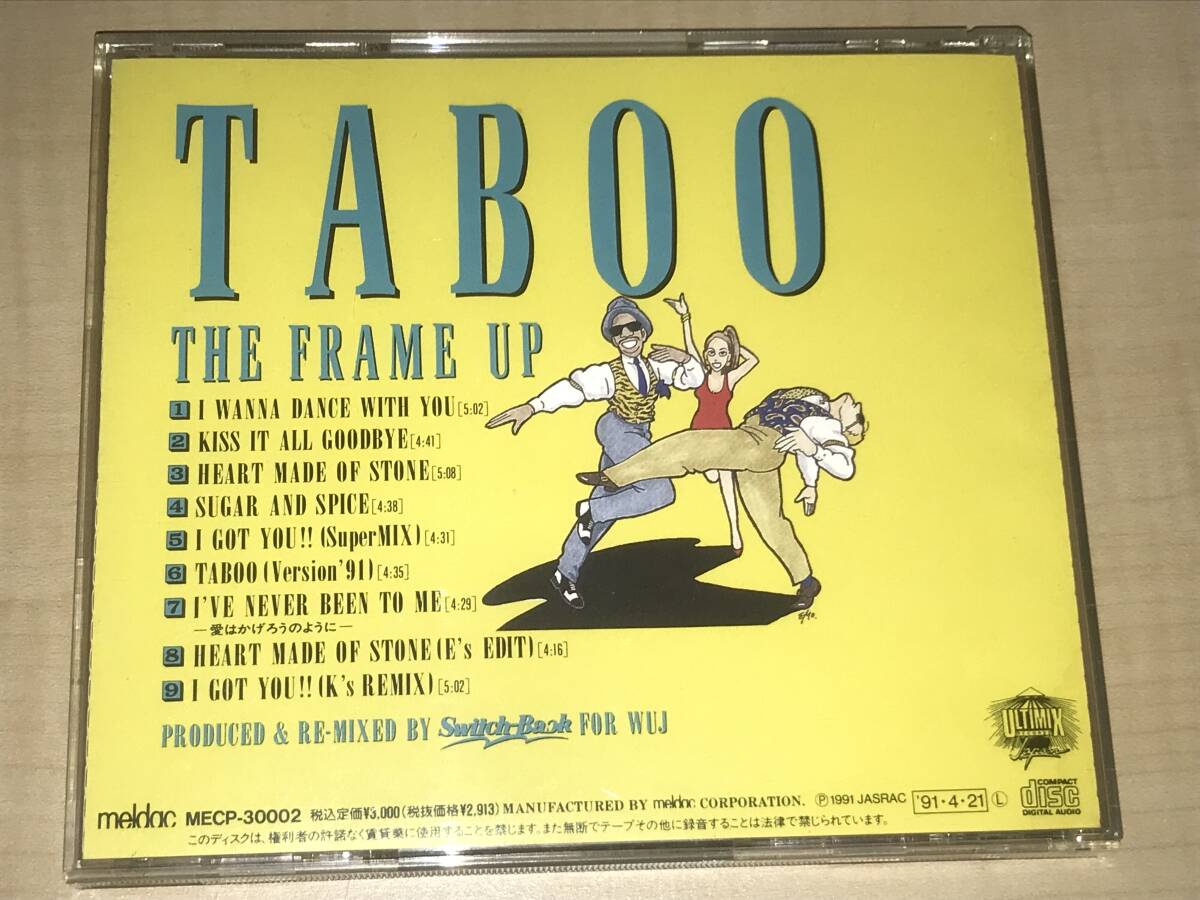 TABOO
THE FRAME UP
1 I WANNA DANCE WITH YOU[5:02]
2 KISS IT ALL GOODBYE[4:41]
3 HEART MADE OF STONE[5:08]
4 SUGAR AND SPICE[4:38]
5 I GOT YOU!! (SuperMIX)[4:31]
6 TABOO (Version'91)[4:35]
7 I'VE NEVER BEEN TO ME[4:29]
—愛はかげろうのように—
8 HEART MADE OF STONE(E's EDIT)[4:16]
9 I GOT YOU!! (K's REMIX)[5:02]
PRODUCED & RE-MIXED BY Switch-Back FOR WUJ
ULTIMIX
RECORDS
Japan
meldac MECP-30002 税込定価¥3,000(税抜価格¥2,913) MANUFACTURED BY meldac CORPORATION. Ⓟ1991 JASRAC '91・4・21 Ⓛ
COMPACT
disc
DIGITAL AUDIO
このディスクは、権利者の許諾なく賃貸業に使用することを禁じます。また無断でテープその他に録音することは法律で禁じられています。